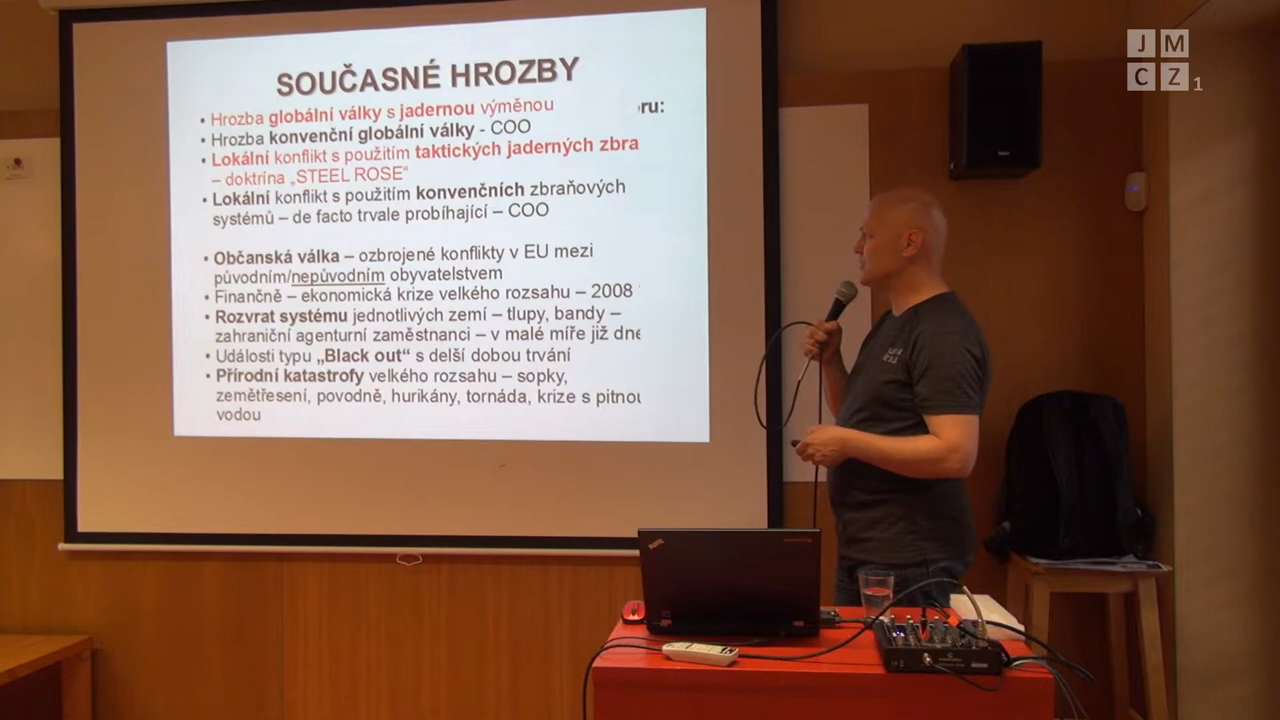 SOUČASNÉ HROZBY
• Hrozba globální války s jadernou výměnou
ru:
• Hrozba konvenční globální války - COO
• Lokální konflikt s použitím taktických jaderných zbra
– doktrína „STEEL ROSE“
• Lokální konflikt s použitím konvenčních zbraňových
systémů – de facto trvale probíhající – COO
• Občanská válka – ozbrojené konflikty v EU mezi
původním/nepůvodním obyvatelstvem
• Finančně – ekonomická krize velkého rozsahu – 2008
• Rozvrat systému jednotlivých zemí – tlupy, bandy –
zahraniční agenturní zaměstnanci – v malé míře již dne
• Události typu „Black out“ s delší dobou trvání
• Přírodní katastrofy velkého rozsahu – sopky,
zemětřesení, povodně, hurikány, tornáda, krize s pitnou
vodou
JM
CZ 1